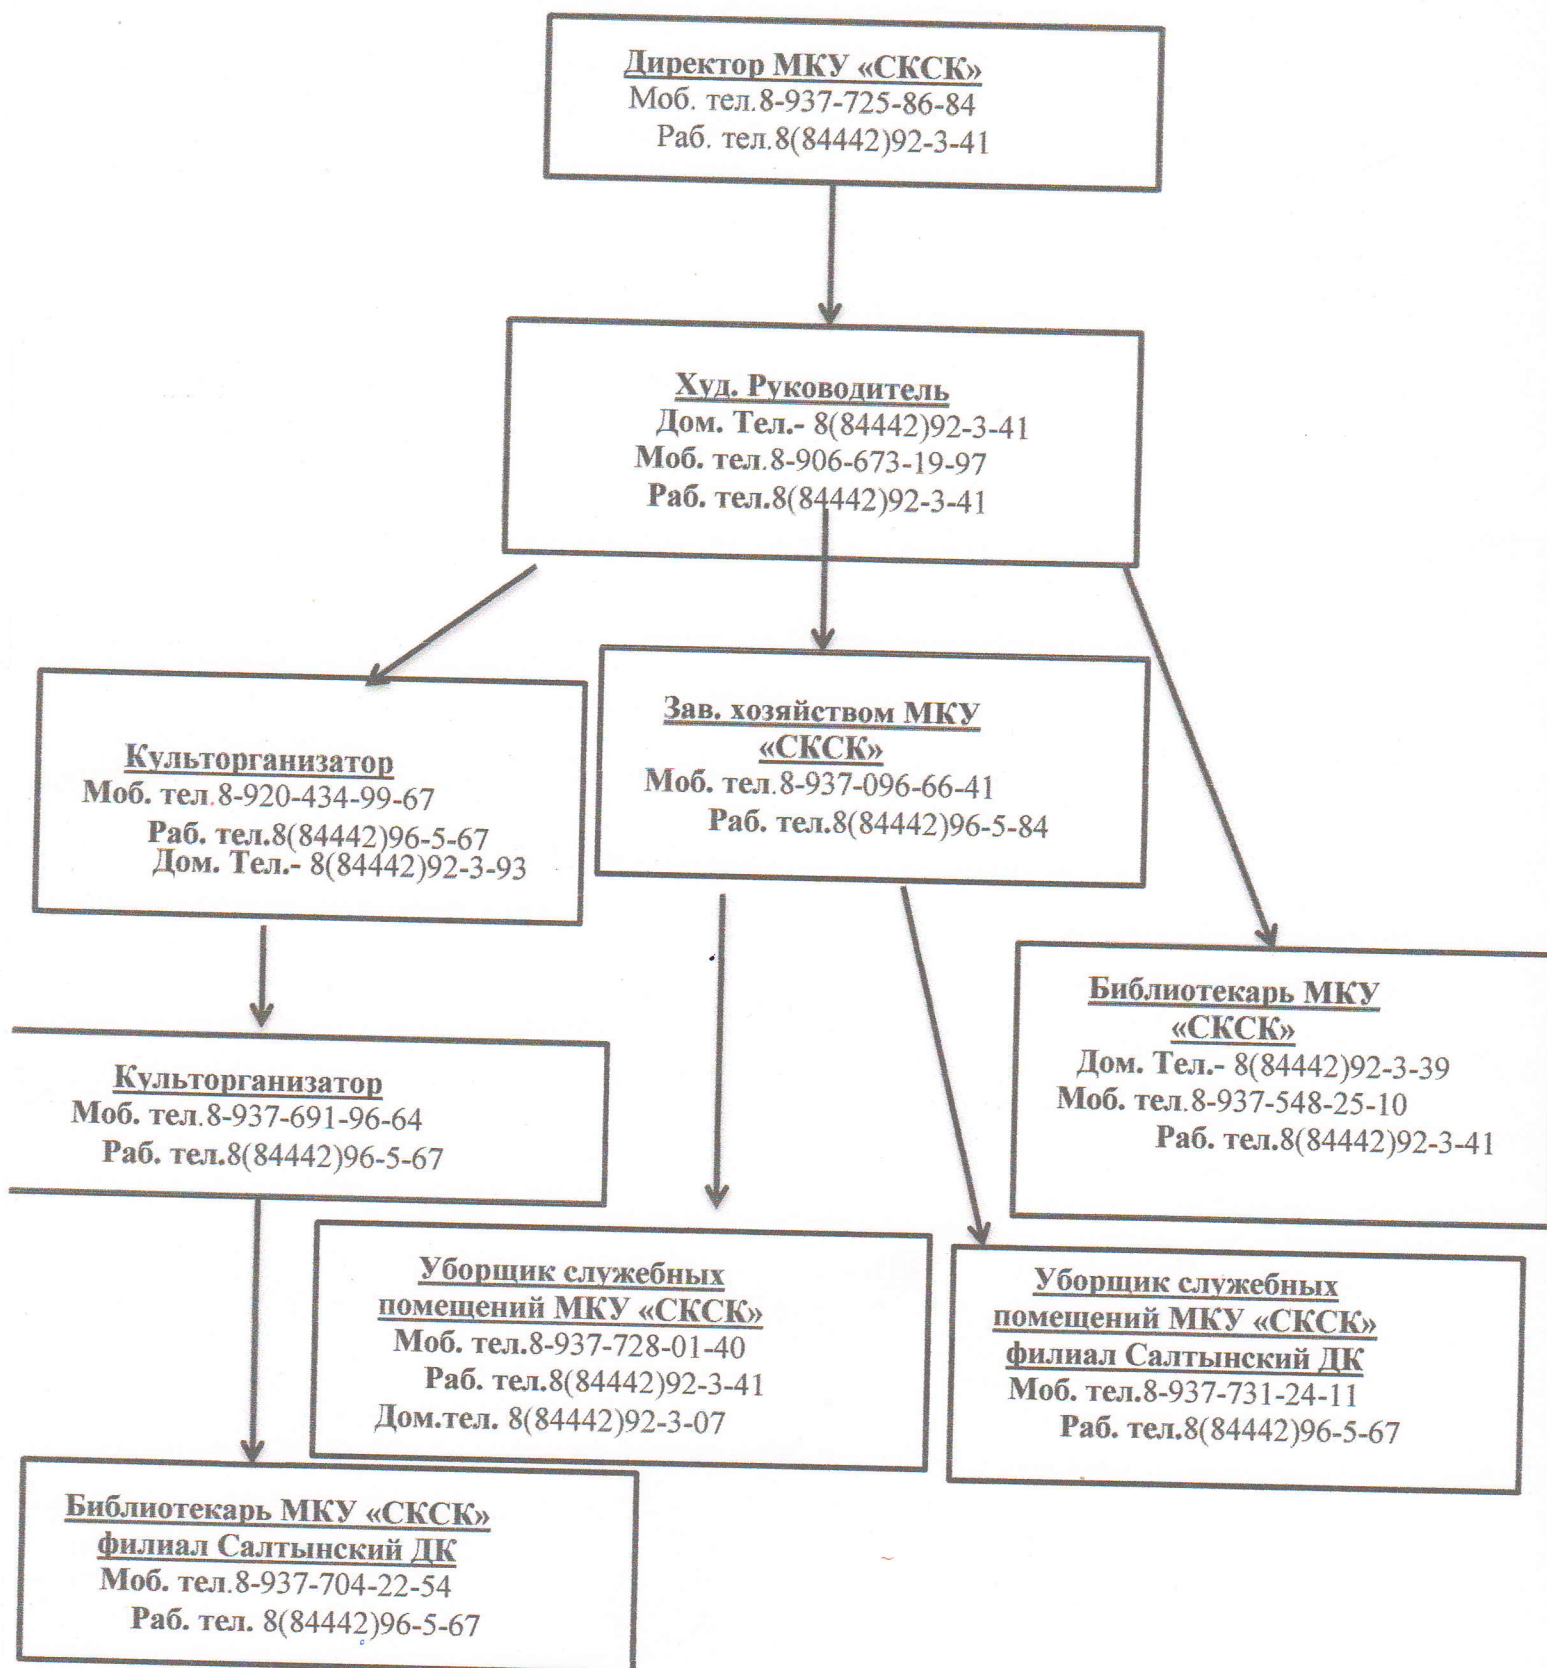 Директор МКУ «СКСК»
Моб. тел.8-937-725-86-84
Раб. тел.8(84442)92-3-41
Худ. Руководитель
Дом. Тел.- 8(84442)92-3-41
Моб. тел.8-906-673-19-97
Раб. тел.8(84442)92-3-41
Культорганизатор
Моб. тел.8-920-434-99-67
Раб. тел.8(84442)96-5-67
Дом. Тел.- 8(84442)92-3-93
Зав. хозяйством МКУ
«СКСК»
Моб. тел.8-937-096-66-41
Раб. тел.8(84442)96-5-84
Библиотекарь МКУ
«СКСК»
Дом. Тел.- 8(84442)92-3-39
Моб. тел.8-937-548-25-10
Раб. тел.8(84442)92-3-41
Культорганизатор
Моб. тел.8-937-691-96-64
Раб. тел.8(84442)96-5-67
Уборщик служебных
помещений МКУ «СКСК»
Моб. тел.8-937-728-01-40
Раб. тел.8(84442)92-3-41
Дом.тел. 8(84442)92-3-07
Уборщик служебных
помещений МКУ «СКСК»
филиал Салтынский ДК
Моб. тел.8-937-731-24-11
Раб. тел.8(84442)96-5-67
Библиотекарь МКУ «СКСК»
филиал Салтынский ДК
Моб. тел.8-937-704-22-54
Раб. тел. 8(84442)96-5-67